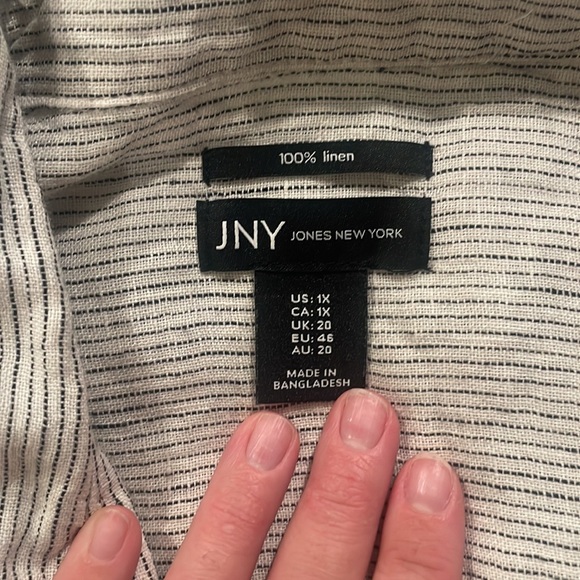 100% linen
JNY JONES NEW YORK
US: 1X
CA: 1X
UK: 20
EU: 46
AU: 20
MADE IN
BANGLADESH